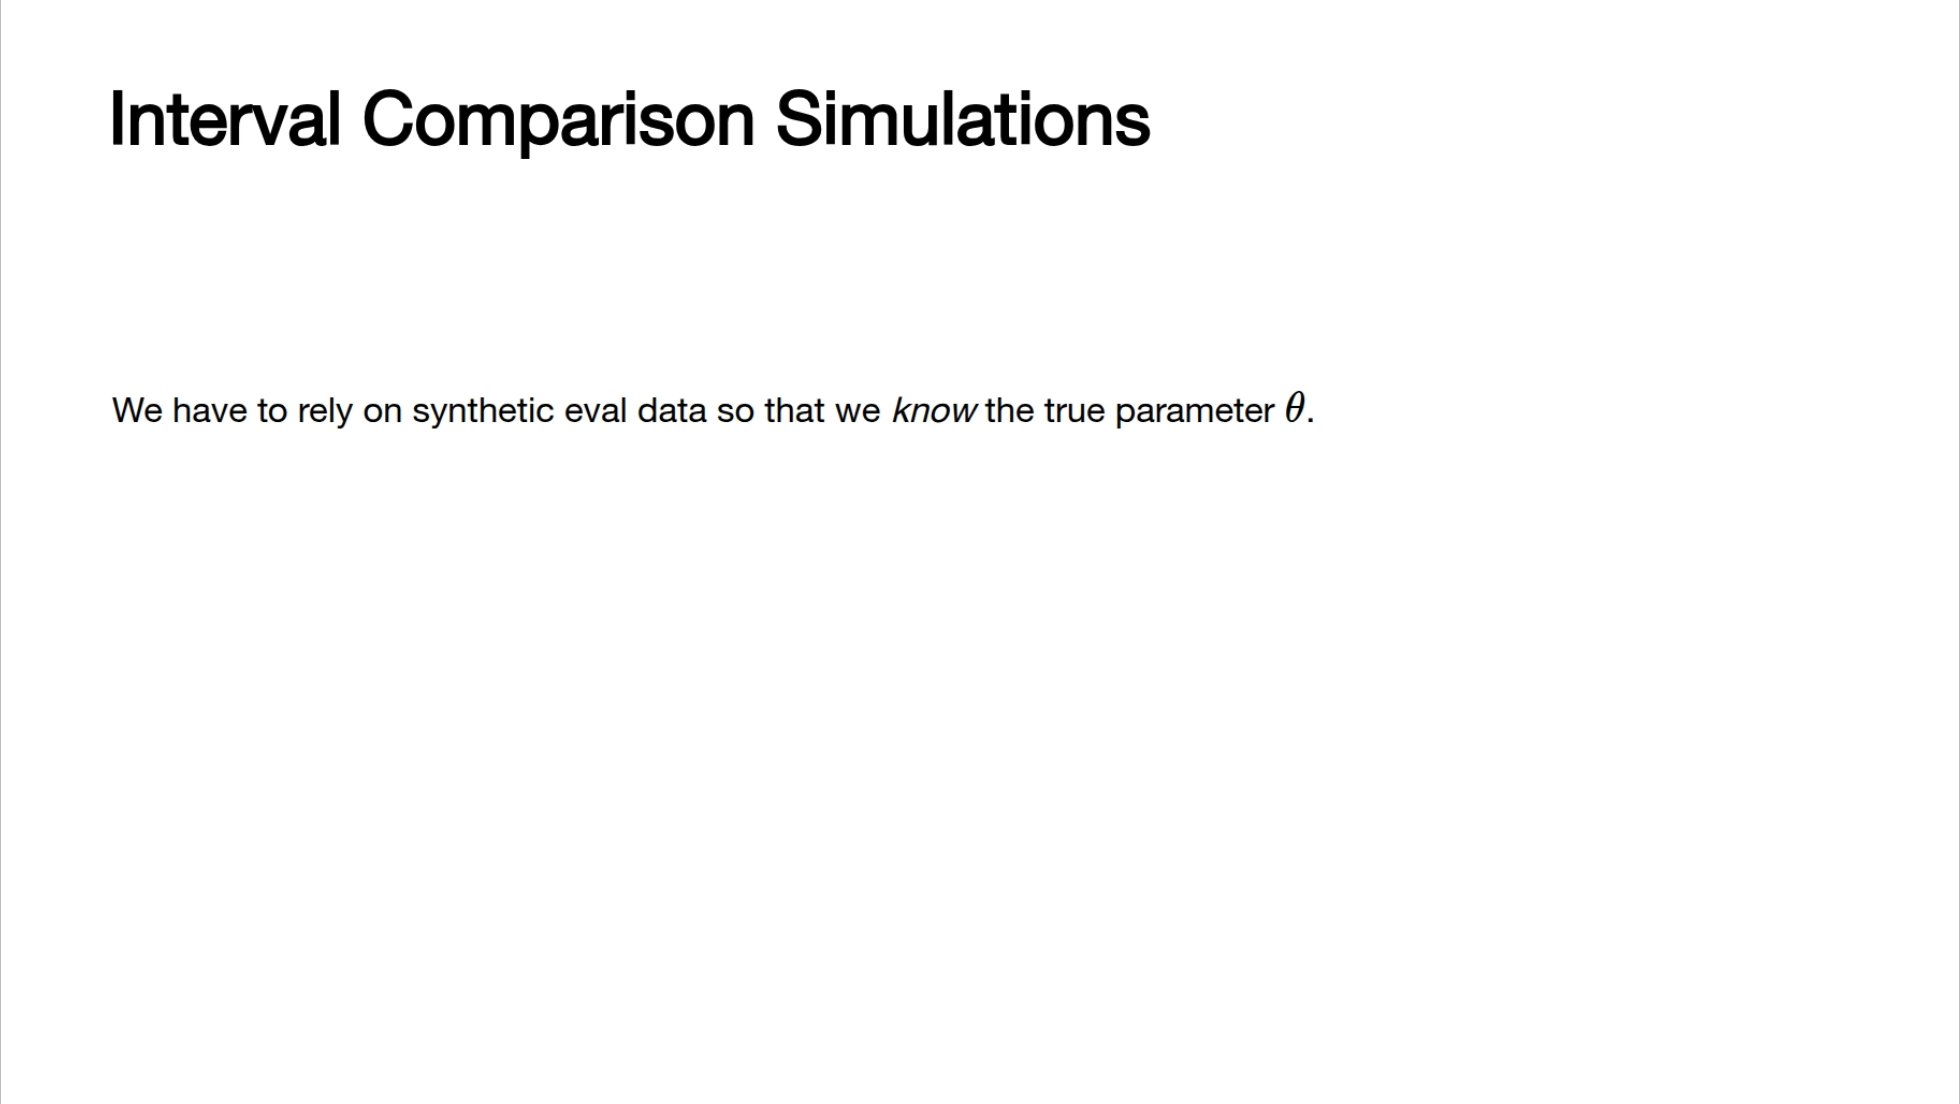 Interval Comparison Simulations
We have to rely on synthetic eval data so that we know the true parameter θ.